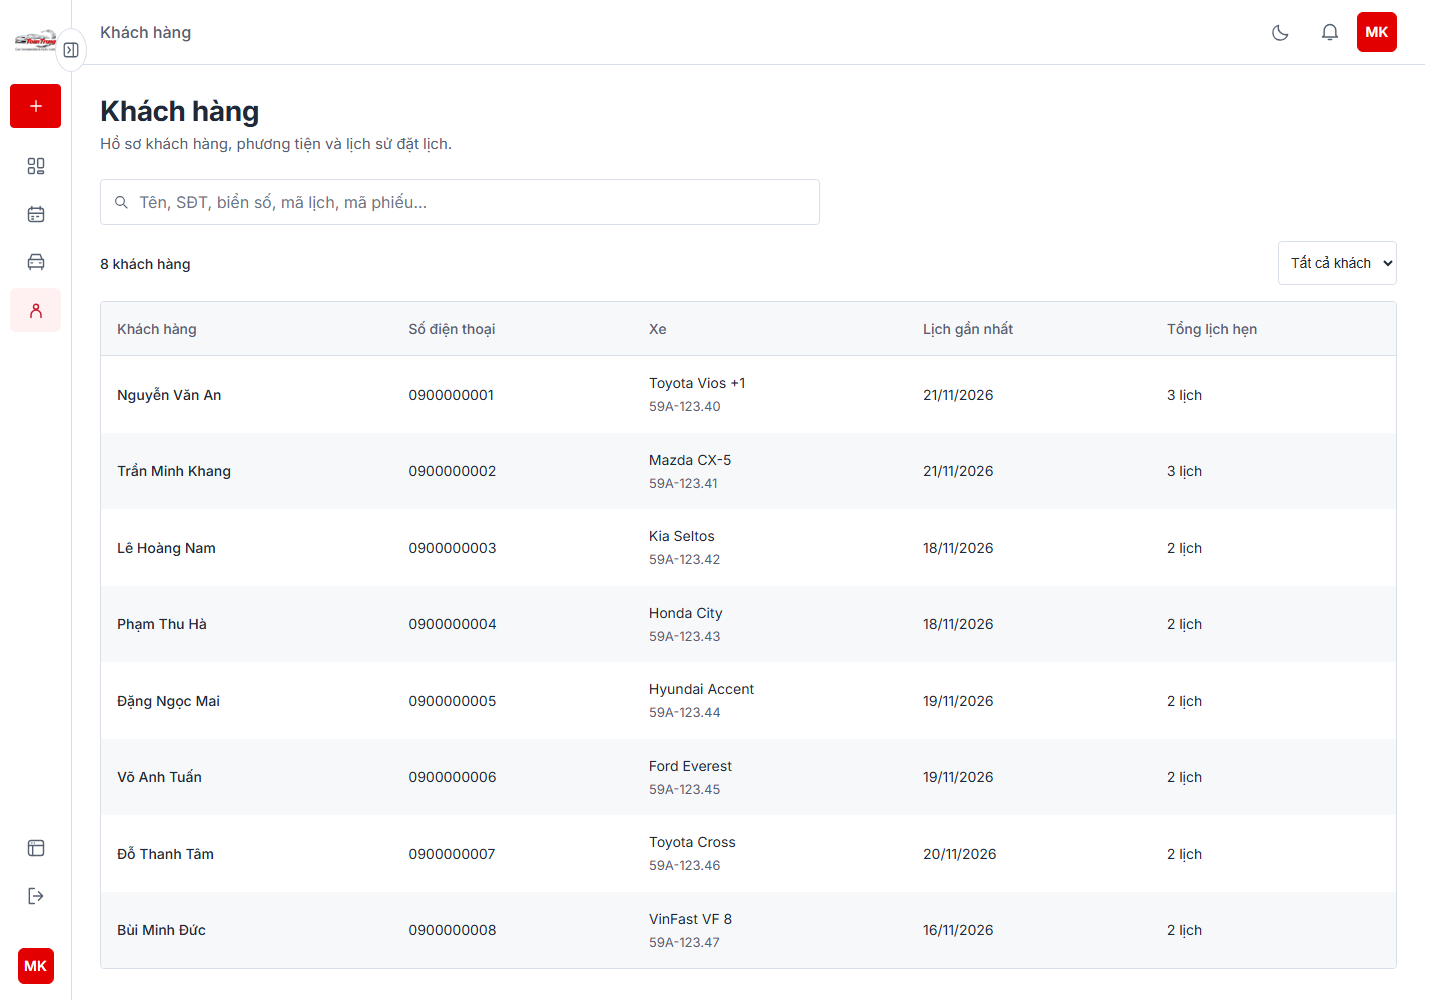 Toàn Trung
Khách hàng
MK
Khách hàng
Hồ sơ khách hàng, phương tiện và lịch sử đặt lịch.
Tên, SĐT, biển số, mã lịch, mã phiếu...
8 khách hàng
Tất cả khách
Khách hàng Số điện thoại Xe Lịch gần nhất Tổng lịch hẹn
Nguyễn Văn An 0900000001 Toyota Vios +1 21/11/2026 3 lịch
59A-123.40
Trần Minh Khang 0900000002 Mazda CX-5 21/11/2026 3 lịch
59A-123.41
Lê Hoàng Nam 0900000003 Kia Seltos 18/11/2026 2 lịch
59A-123.42
Phạm Thu Hà 0900000004 Honda City 18/11/2026 2 lịch
59A-123.43
Đặng Ngọc Mai 0900000005 Hyundai Accent 19/11/2026 2 lịch
59A-123.44
Võ Anh Tuấn 0900000006 Ford Everest 19/11/2026 2 lịch
59A-123.45
Đỗ Thanh Tâm 0900000007 Toyota Cross 20/11/2026 2 lịch
59A-123.46
Bùi Minh Đức 0900000008 VinFast VF 8 16/11/2026 2 lịch
59A-123.47
MK